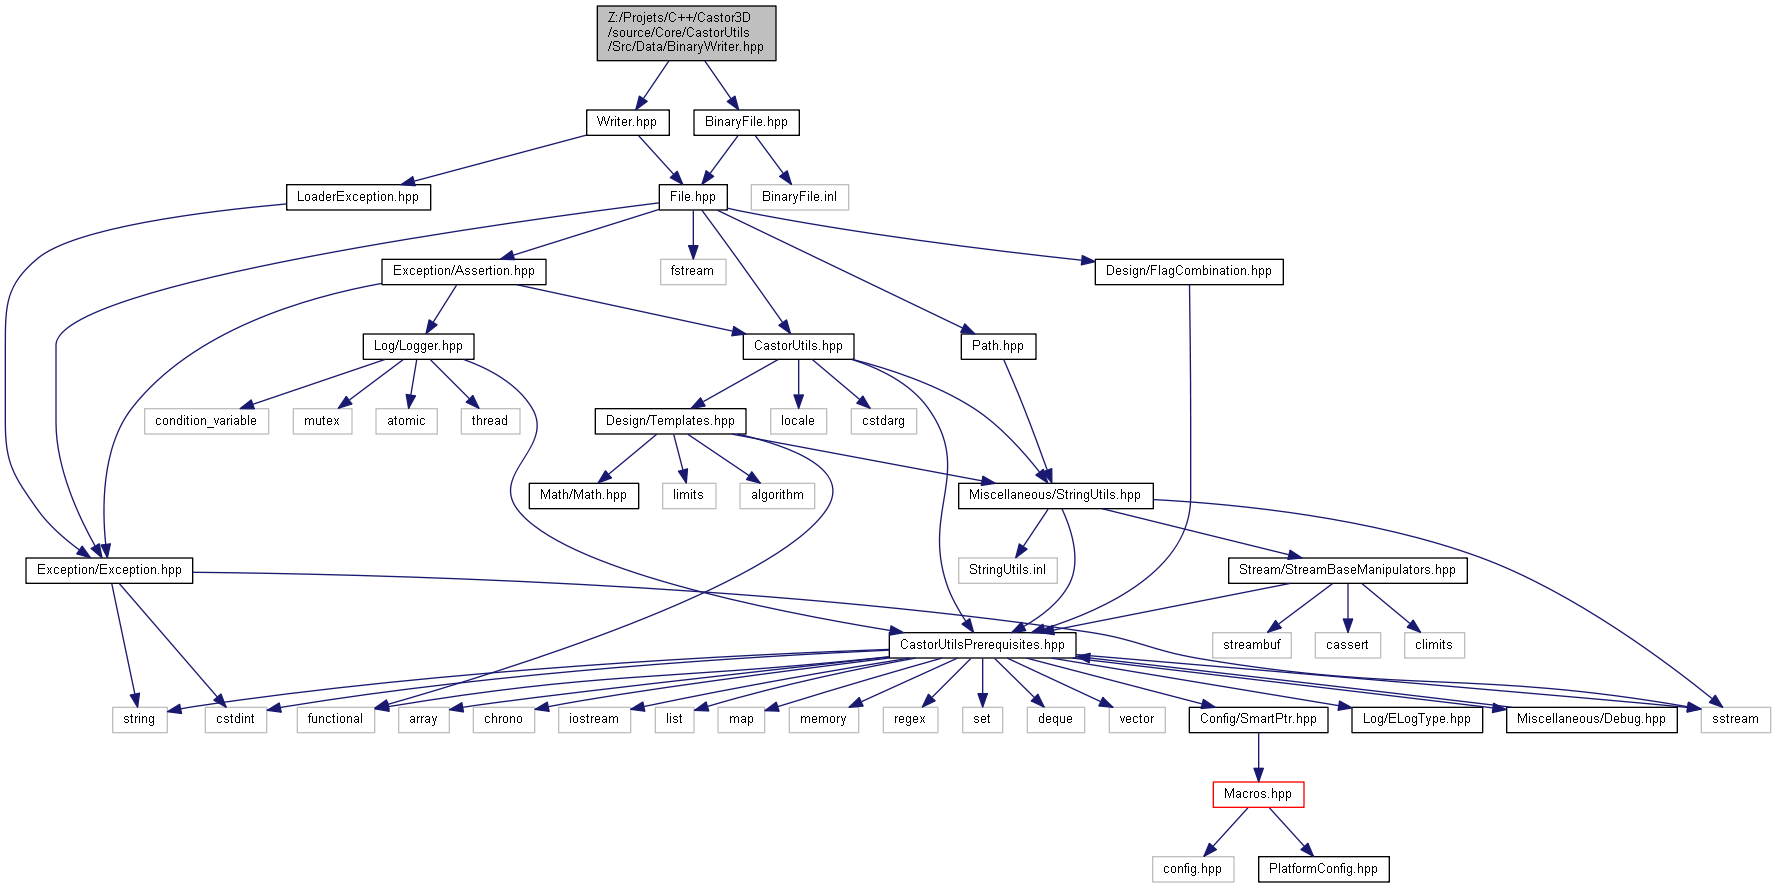 Z:/Projets/C++/Castor3D
/source/Core/CastorUtils
/Src/Data/BinaryWriter.hpp
Writer.hpp
BinaryFile.hpp
LoaderException.hpp
File.hpp
BinaryFile.inl
Exception/Assertion.hpp
fstream
Design/FlagCombination.hpp
Log/Logger.hpp
CastorUtils.hpp
Path.hpp
condition_variable
mutex
atomic
thread
Design/Templates.hpp
locale
cstdarg
Math/Math.hpp
limits
algorithm
Miscellaneous/StringUtils.hpp
Exception/Exception.hpp
StringUtils.inl
Stream/StreamBaseManipulators.hpp
CastorUtilsPrerequisites.hpp
streambuf
cassert
climits
string
cstdint
functional
array
chrono
iostream
list
map
memory
regex
set
deque
vector
Config/SmartPtr.hpp
Log/ELogType.hpp
Miscellaneous/Debug.hpp
sstream
Macros.hpp
config.hpp
PlatformConfig.hpp